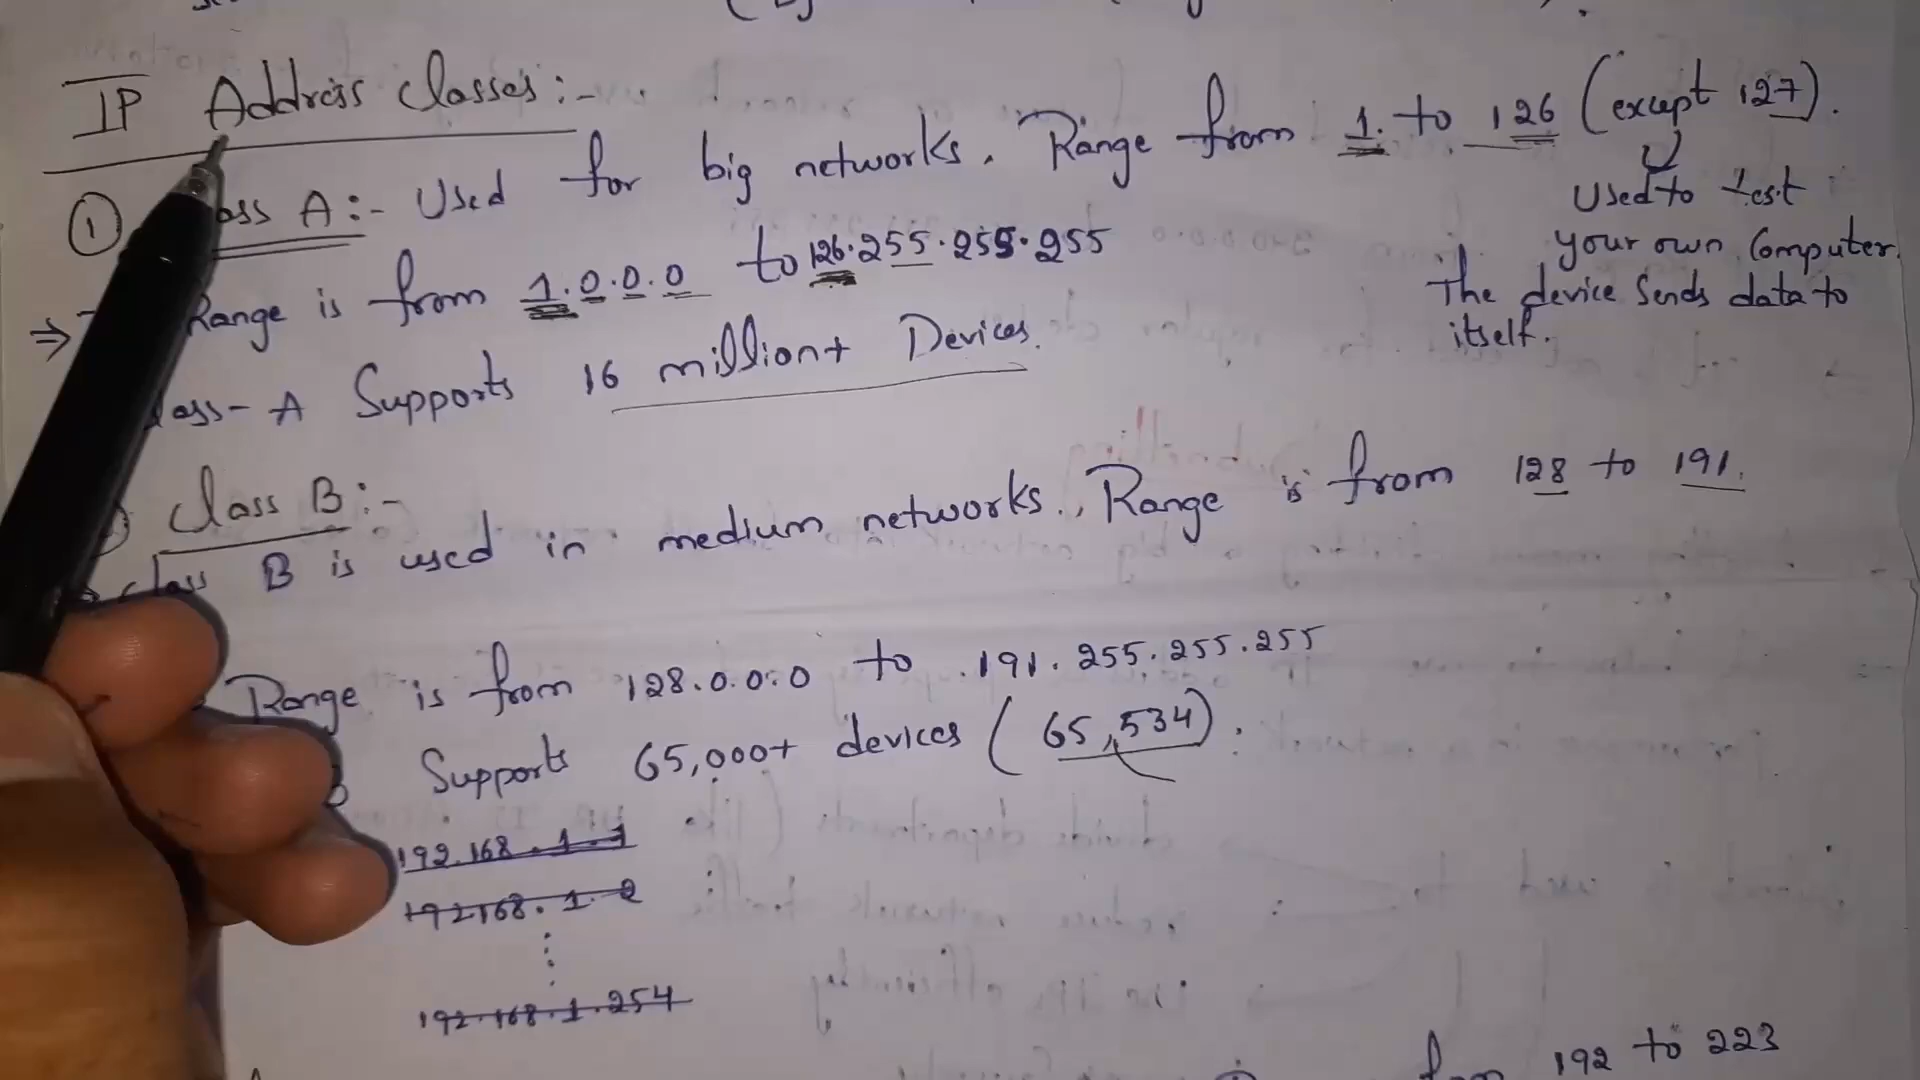 IP Address Classes :-
① Class A :- Used for big networks. Range from 1. to 126 (except 127).
Used to test
your own Computer.
The device sends data to
itself.
⇒ Range is from 1.0.0.0 to 126.255.255.255
Class-A Supports 16 million+ Devices.
Class B :-
class B is used in medium networks. Range is from 128 to 191.
Range is from 128.0.0.0 to 191.255.255.255
Supports 65,000+ devices (65,534).
192.168.1.1
192.168.1.2
192.168.1.254
from 192 to 223